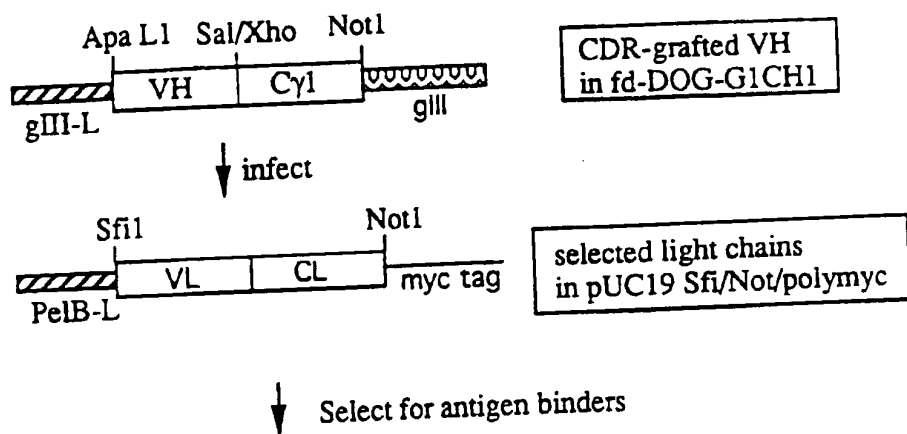 Apa L1 Sal/Xho Not1
VH Cγ1
gIII-L gIII
CDR-grafted VH
in fd-DOG-G1CH1
infect
Sfi1 Not1
VL CL myc tag
PelB-L
selected light chains
in pUC19 Sfi/Not/polymyc
Select for antigen binders